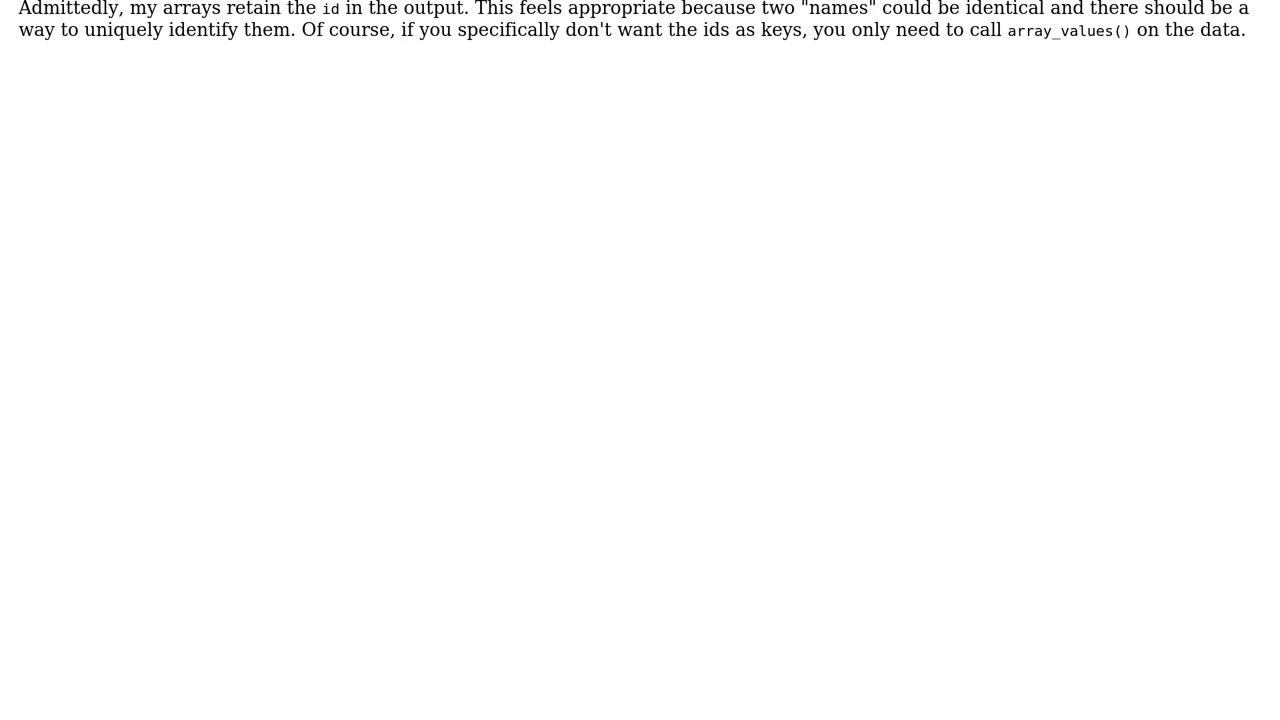 Admittedly, my arrays retain the id in the output. This feels appropriate because two "names" could be identical and there should be a
way to uniquely identify them. Of course, if you specifically don't want the ids as keys, you only need to call array_values() on the data.